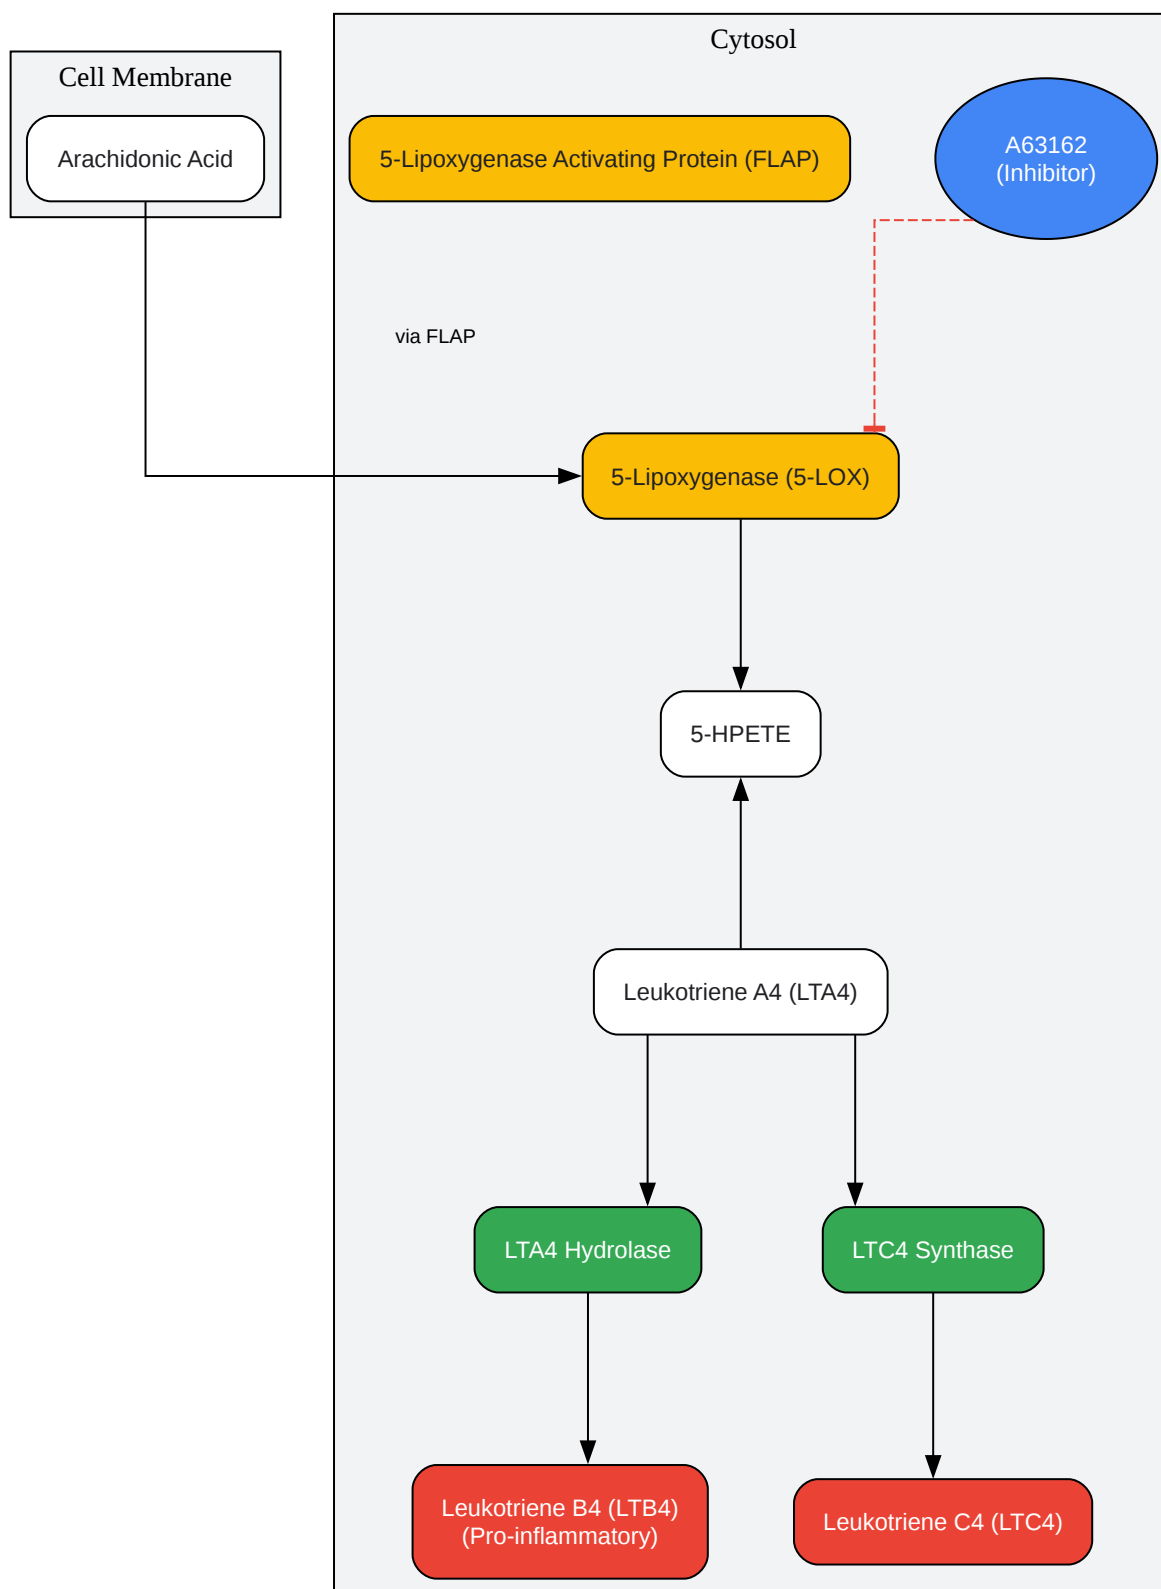 Cytosol
Cell Membrane
Arachidonic Acid
5-Lipoxygenase Activating Protein (FLAP)
A63162
(Inhibitor)
via FLAP
5-Lipoxygenase (5-LOX)
5-HPETE
Leukotriene A4 (LTA4)
LTA4 Hydrolase
LTC4 Synthase
Leukotriene B4 (LTB4)
(Pro-inflammatory)
Leukotriene C4 (LTC4)